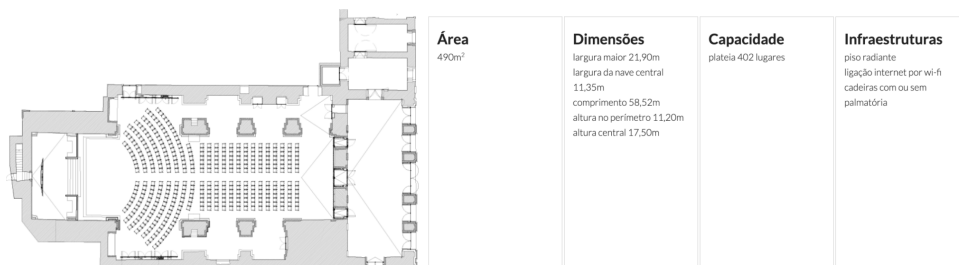 Área
490m²
Dimensões
largura maior 21,90m
largura da nave central
11,35m
comprimento 58,52m
altura no perímetro 11,20m
altura central 17,50m
Capacidade
plateia 402 lugares
Infraestruturas
piso radiante
ligação internet por wi-fi
cadeiras com ou sem
palmatória